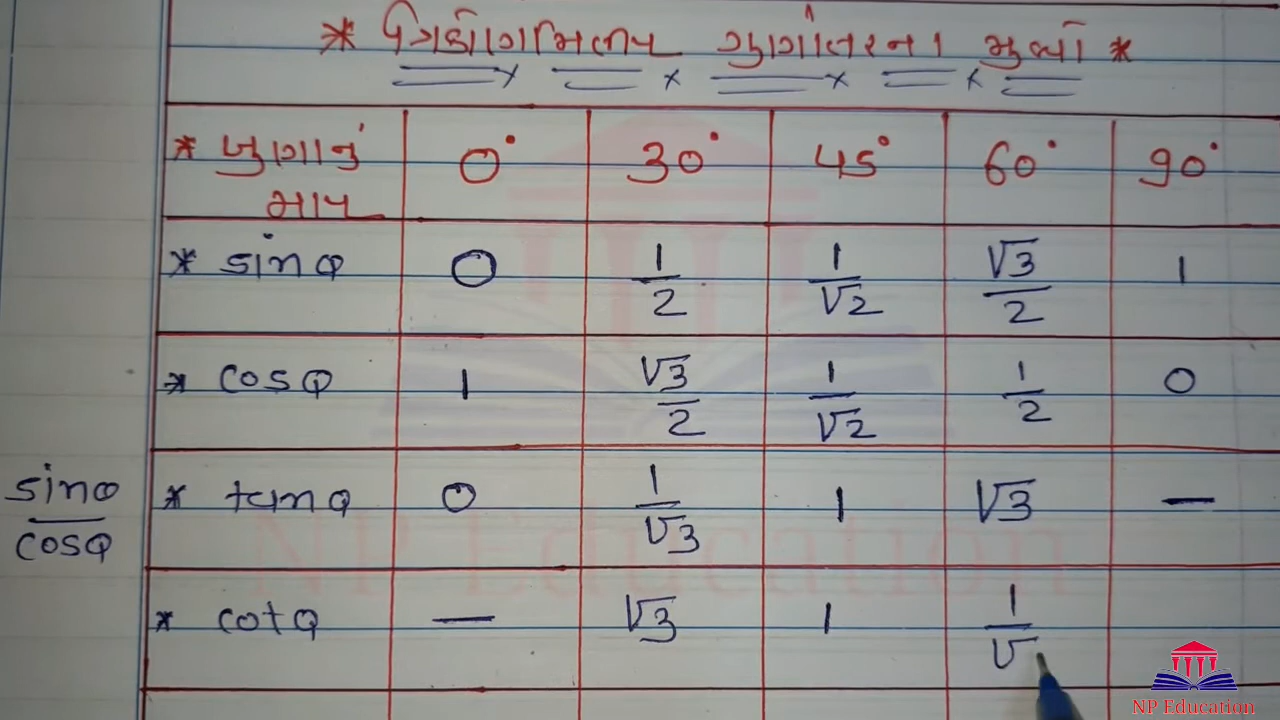 * ત્રિકોણમિતીય ગુણોત્તરના મુલ્યો *
* ખુણાનું 0° 30° 45° 60° 90°
માપ
* sinθ 0 1/2 1/√2 √3/2 1
* cosθ 1 √3/2 1/√2 1/2 0
sinθ/cosθ * tanθ 0 1/√3 1 √3 —
* cotθ — √3 1 1/√
NP Education
NP Education